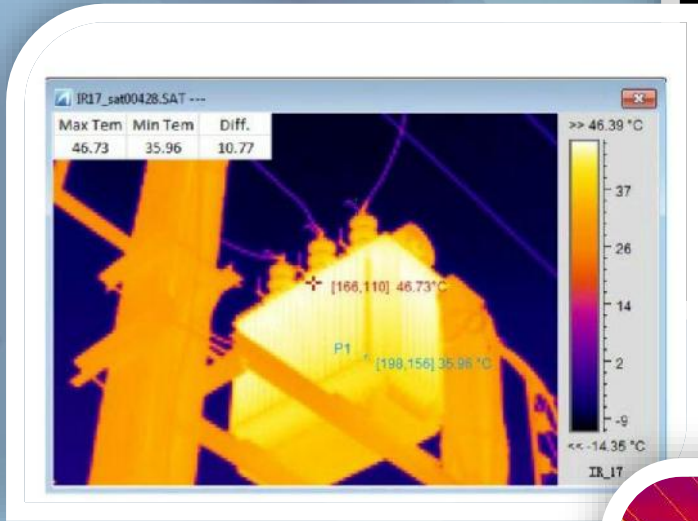 IR17_sat00428.SAT ---
Max Tem Min Tem Diff.
46.73 35.96 10.77
>> 46.39 °C
37
26
14
2
-9
<< -14.35 °C
IR_17
[166,110] 46.73°C
P1
[198,156] 35.96 °C